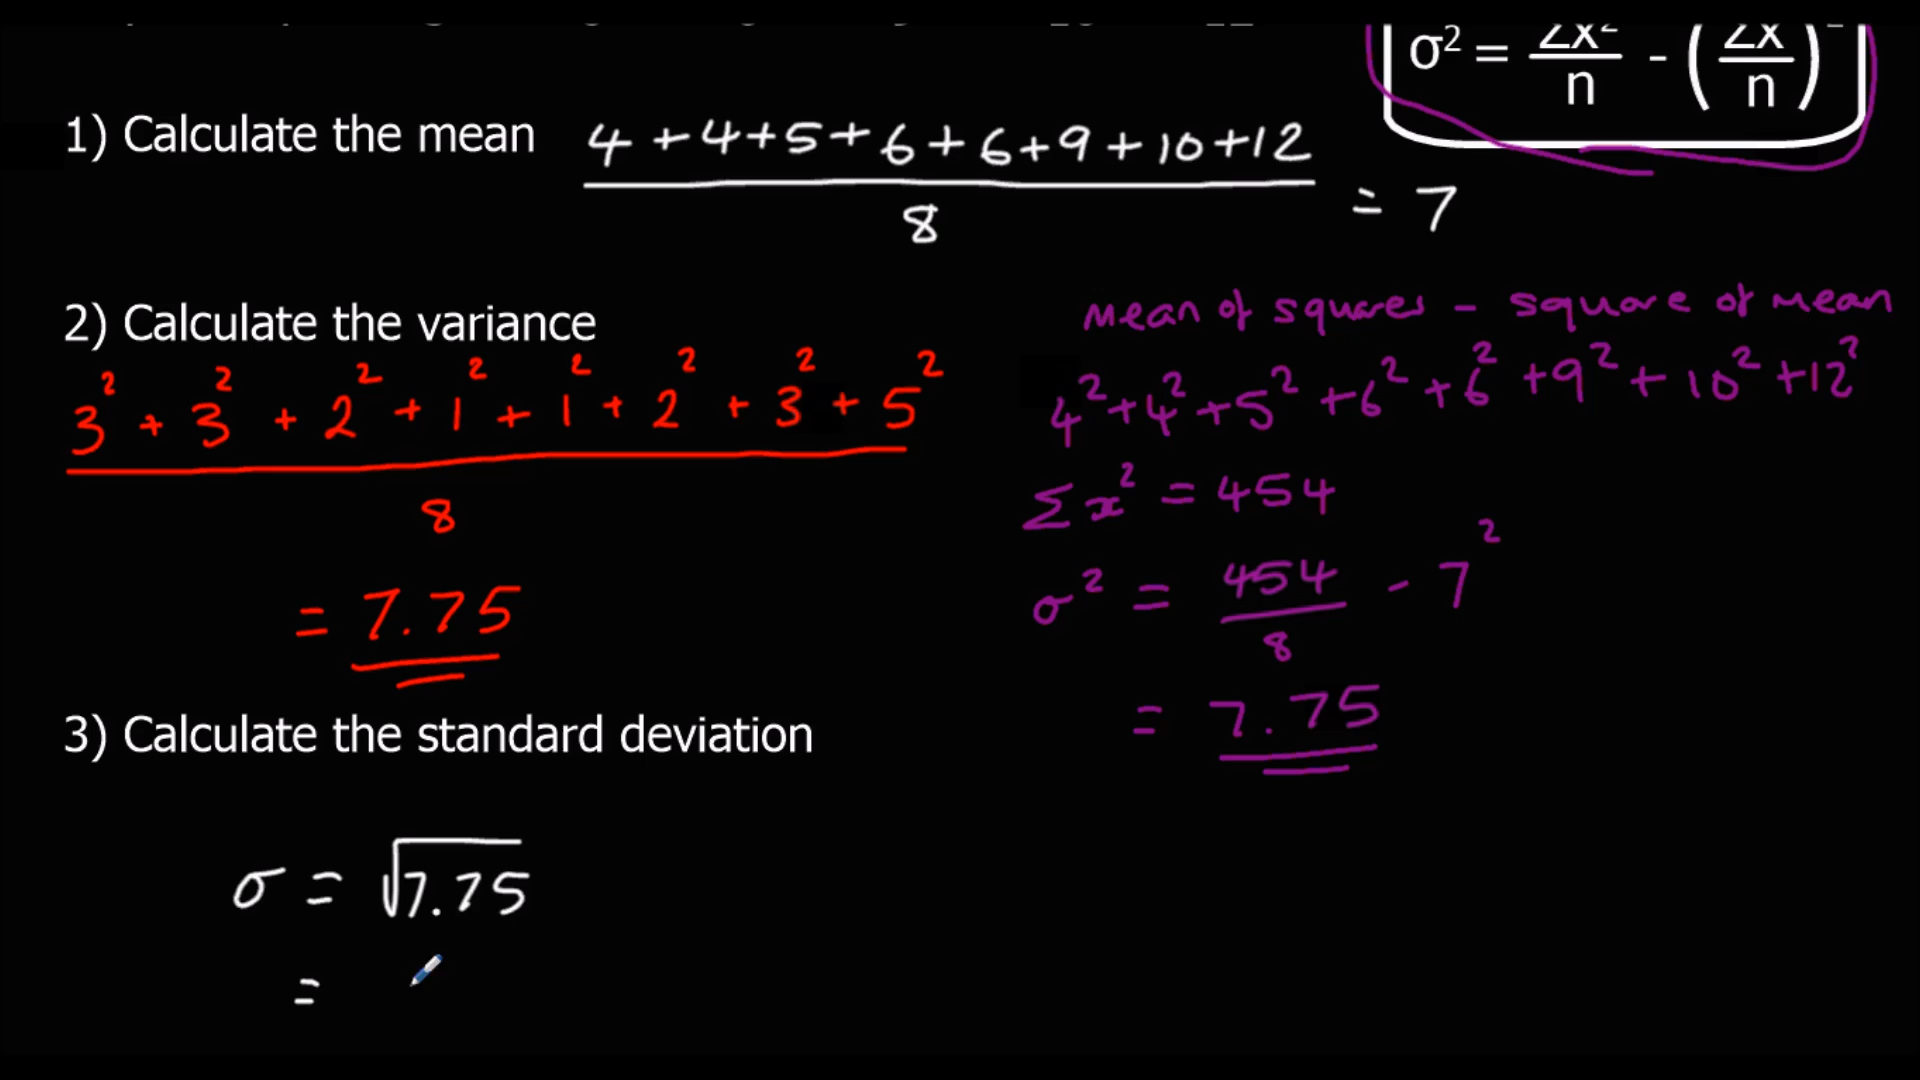 σ² = Σx²/n - (Σx/n)²
1) Calculate the mean
4 + 4 + 5 + 6 + 6 + 9 + 10 + 12
8
= 7
2) Calculate the variance
3² + 3² + 2² + 1² + 1² + 2² + 3² + 5²
8
= 7.75
mean of squares - square of mean
4² + 4² + 5² + 6² + 6² + 9² + 10² + 12²
Σx² = 454
σ² = 454/8 - 7²
= 7.75
3) Calculate the standard deviation
σ = √7.75
=